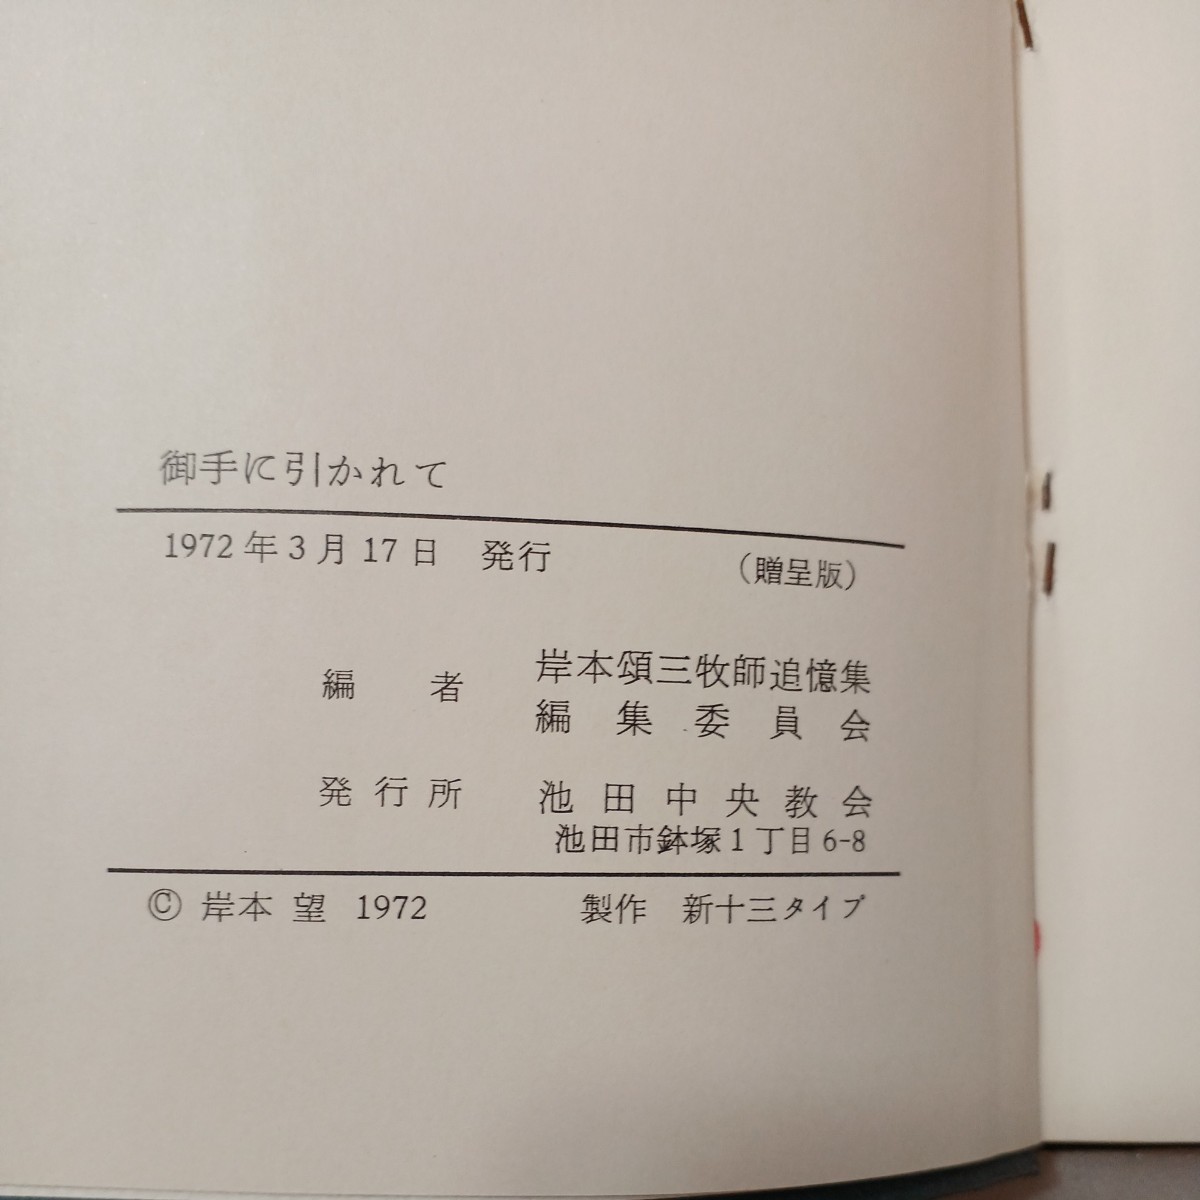 御手に引かれて
1972年3月17日 発行 (贈呈版)
編者 岸本頌三牧師追憶集
編集委員会
発行所 池田中央教会
池田市鉢塚1丁目6-8
© 岸本 望 1972 製作 新十三タイプ